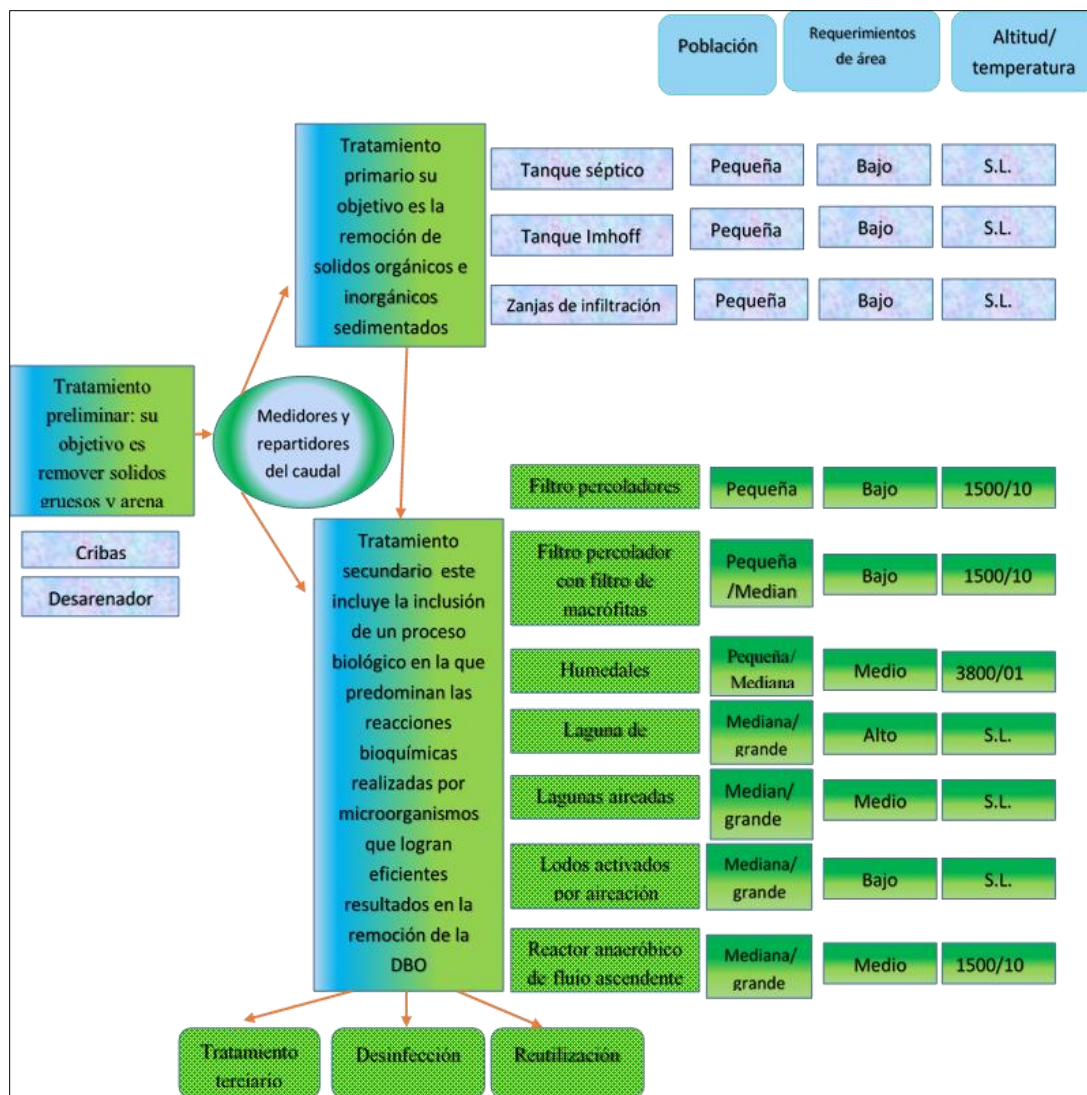 Población
Requerimientos
de área
Altitud/
temperatura
Tratamiento
primario su
objetivo es la
remoción de
solidos orgánicos e
inorgánicos
sedimentados
Tanque séptico
Pequeña
Bajo
S.L.
Tanque Imhoff
Pequeña
Bajo
S.L.
Zanjas de infiltración
Pequeña
Bajo
S.L.
Tratamiento
preliminar: su
objetivo es
remover solidos
gruesos y arena
Cribas
Desarenador
Medidores y
repartidores
del caudal
Tratamiento
secundario este
incluye la inclusión
de un proceso
biológico en la que
predominan las
reacciones
bioquímicas
realizadas por
microorganismos
que logran
eficientes
resultados en la
remoción de la
DBO
Filtro percoladores
Pequeña
Bajo
1500/10
Filtro percolador
con filtro de
macrófitas
Pequeña
/Median
Bajo
1500/10
Humedales
Pequeña/
Mediana
Medio
3800/01
Laguna de
Mediana/
grande
Alto
S.L.
Lagunas aireadas
Median/
grande
Medio
S.L.
Lodos activados
por aireación
Mediana/
grande
Bajo
S.L.
Reactor anaeróbico
de flujo ascendente
Mediana/
grande
Medio
1500/10
Tratamiento
terciario
Desinfección
Reutilización